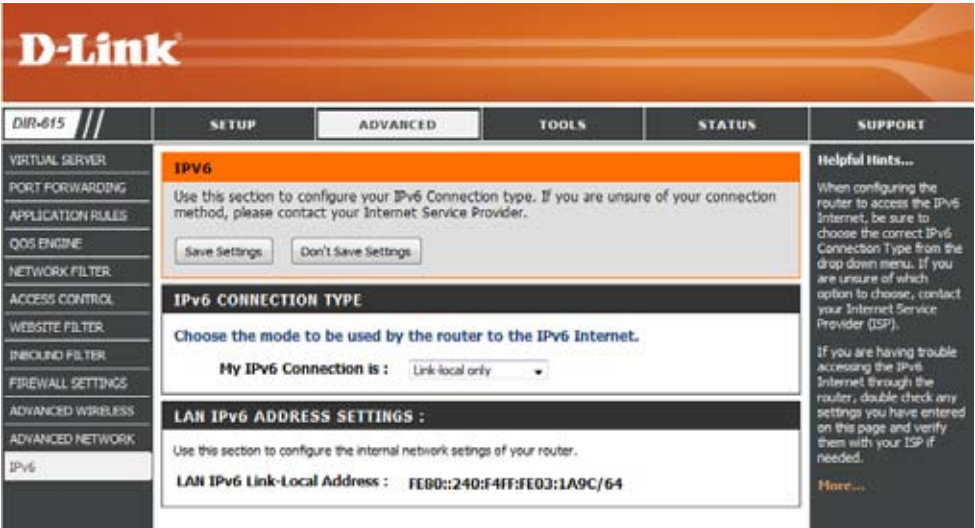 D-Link
DIR-615
SETUP
ADVANCED
TOOLS
STATUS
SUPPORT
VIRTUAL SERVER
PORT FORWARDING
APPLICATION RULES
QOS ENGINE
NETWORK FILTER
ACCESS CONTROL
WEBSITE FILTER
INBOUND FILTER
FIREWALL SETTINGS
ADVANCED WIRELESS
ADVANCED NETWORK
IPv6
IPV6
Use this section to configure your IPv6 Connection type. If you are unsure of your connection
method, please contact your Internet Service Provider.
Save Settings
Don't Save Settings
IPv6 CONNECTION TYPE
Choose the mode to be used by the router to the IPv6 Internet.
My IPv6 Connection is :
Link-local only
LAN IPv6 ADDRESS SETTINGS :
Use this section to configure the internal network setings of your router.
LAN IPv6 Link-Local Address :
FE80::240:F4FF:FE03:1A9C/64
Helpful Hints...
When configuring the
router to access the IPv6
Internet, be sure to
choose the correct IPv6
Connection Type from the
drop down menu. If you
are unsure of which
option to choose, contact
your Internet Service
Provider (ISP).
If you are having trouble
accessing the IPv6
Internet through the
router, double check any
settings you have entered
on this page and verify
them with your ISP if
needed.
More...